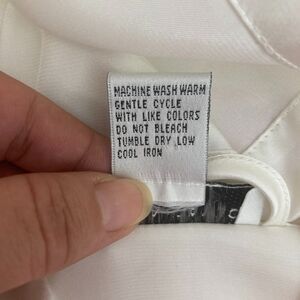 MACHINE WASH WARM
GENTLE CYCLE
WITH LIKE COLORS
DO NOT BLEACH
TUMBLE DRY LOW
COOL IRON